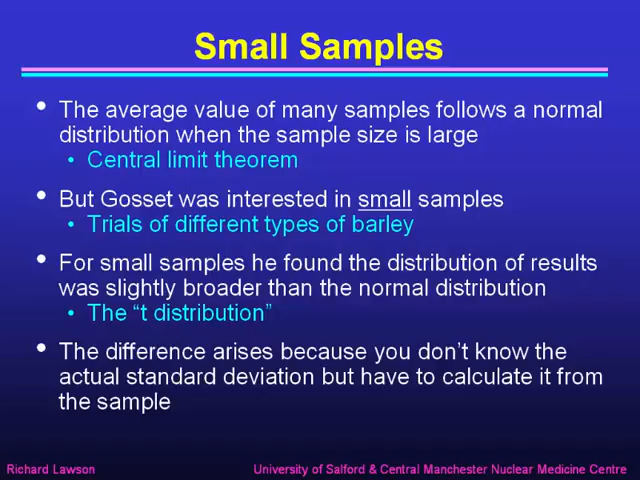 Small Samples
• The average value of many samples follows a normal
distribution when the sample size is large
• Central limit theorem
• But Gosset was interested in small samples
• Trials of different types of barley
• For small samples he found the distribution of results
was slightly broader than the normal distribution
• The “t distribution”
• The difference arises because you don’t know the
actual standard deviation but have to calculate it from
the sample
Richard Lawson
University of Salford & Central Manchester Nuclear Medicine Centre